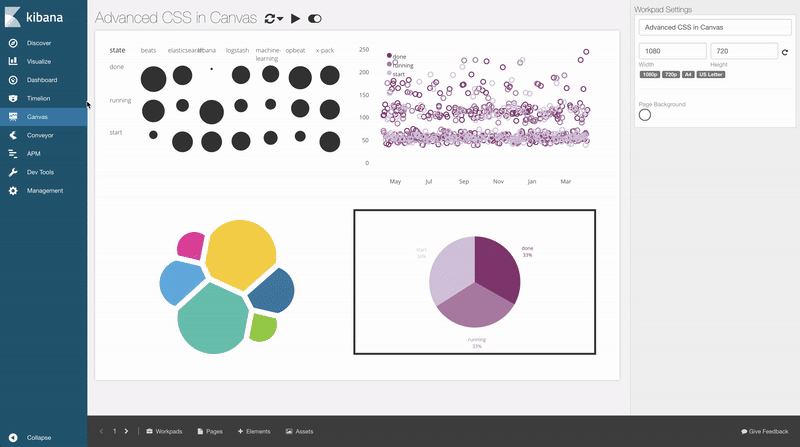 kibana
Discover
Visualize
Dashboard
Timelion
Canvas
Conveyor
APM
Dev Tools
Management
Collapse
Advanced CSS in Canvas
state beats elasticsearch kibana logstash machine-learning opbeat x-pack
done
running
start
250
200
150
100
50
0
done
running
start
May Jul Sep Nov Jan Mar
done
33%
running
33%
start
34%
1 Workpads Pages Elements Assets Give Feedback
Workpad Settings
Advanced CSS in Canvas
1080 720
Width Height
1080p 720p A4 US Letter
Page Background